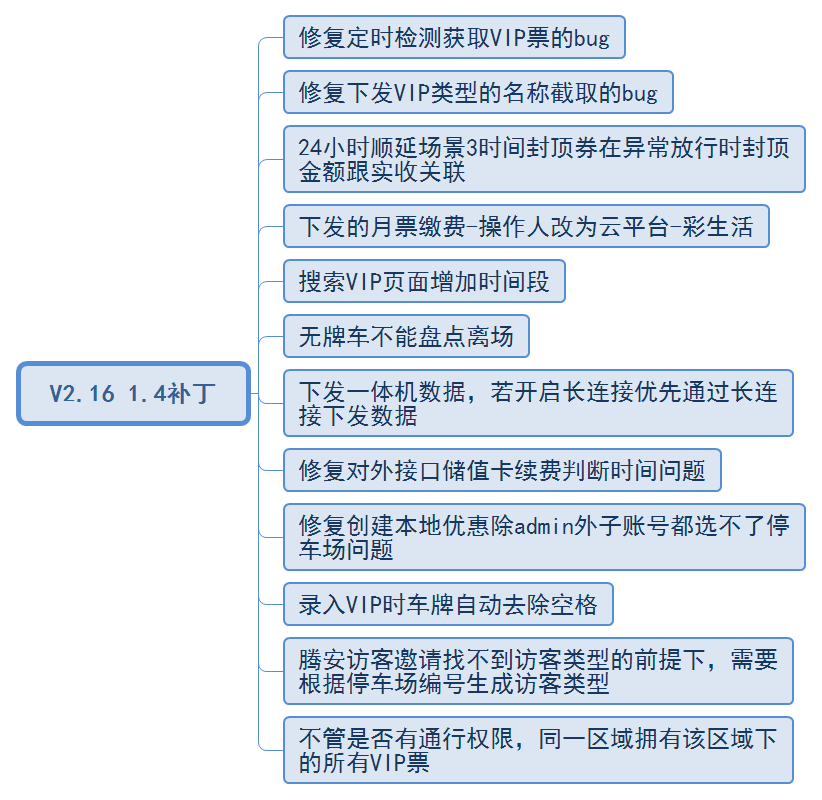 V2.16 1.4补丁
修复定时检测获取VIP票的bug
修复下发VIP类型的名称截取的bug
24小时顺延场景3时间封顶券在异常放行时封顶
金额跟实收关联
下发的月票缴费-操作人改为云平台-彩生活
搜索VIP页面增加时间段
无牌车不能盘点离场
下发一体机数据，若开启长连接优先通过长连
接下发数据
修复对外接口储值卡续费判断时间问题
修复创建本地优惠除admin外子账号都选不了停
车场问题
录入VIP时车牌自动去除空格
腾安访客邀请找不到访客类型的前提下，需要
根据停车场编号生成访客类型
不管是否有通行权限，同一区域拥有该区域下
的所有VIP票